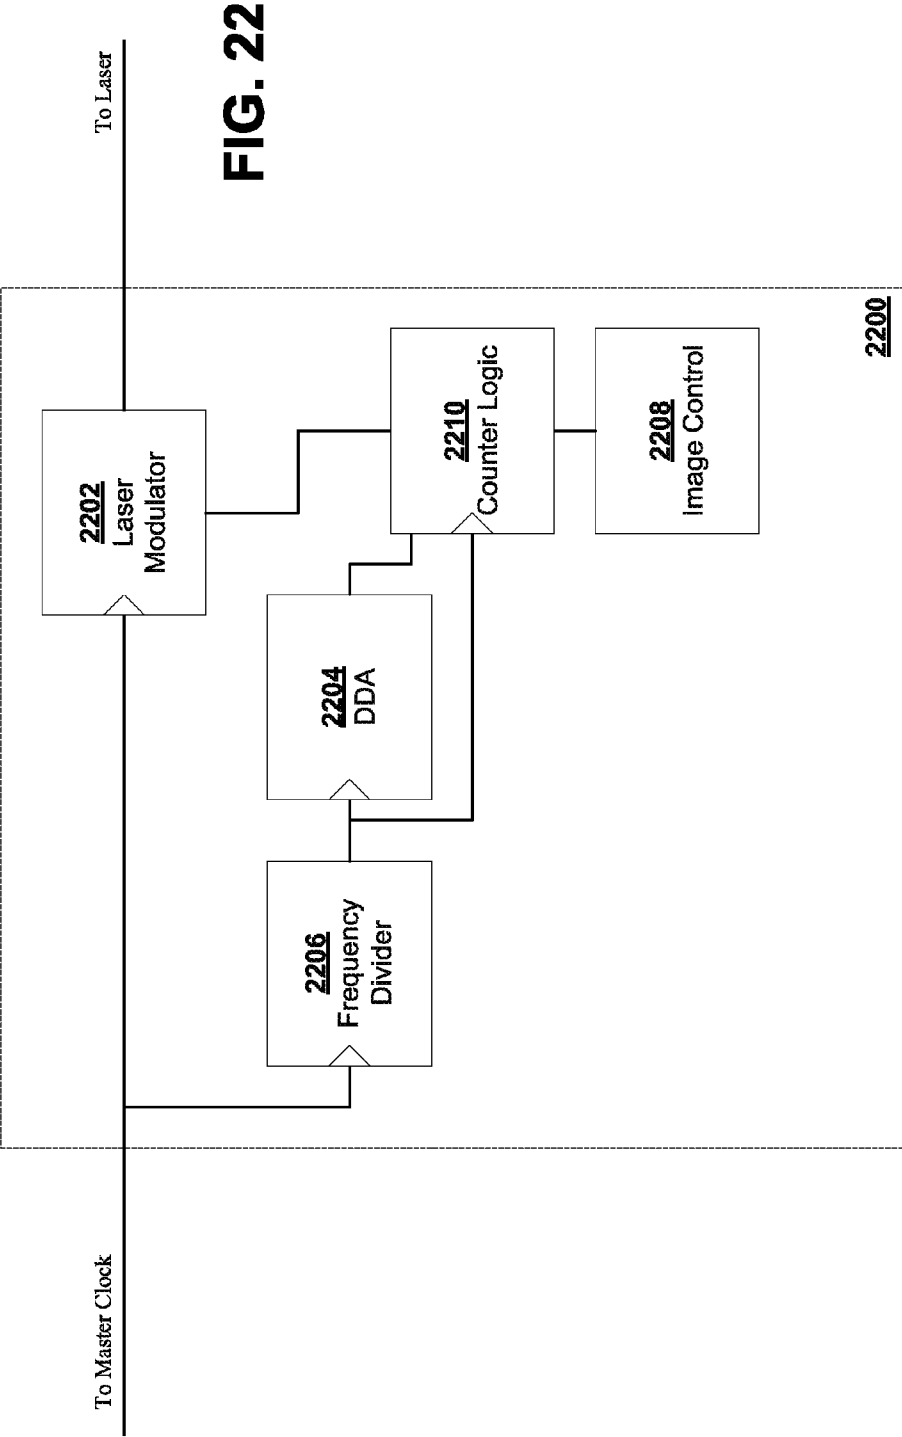 To Master Clock
To Laser
2202
Laser
Modulator
2206
Frequency
Divider
2204
DDA
2210
Counter Logic
2208
Image Control
2200
FIG. 22